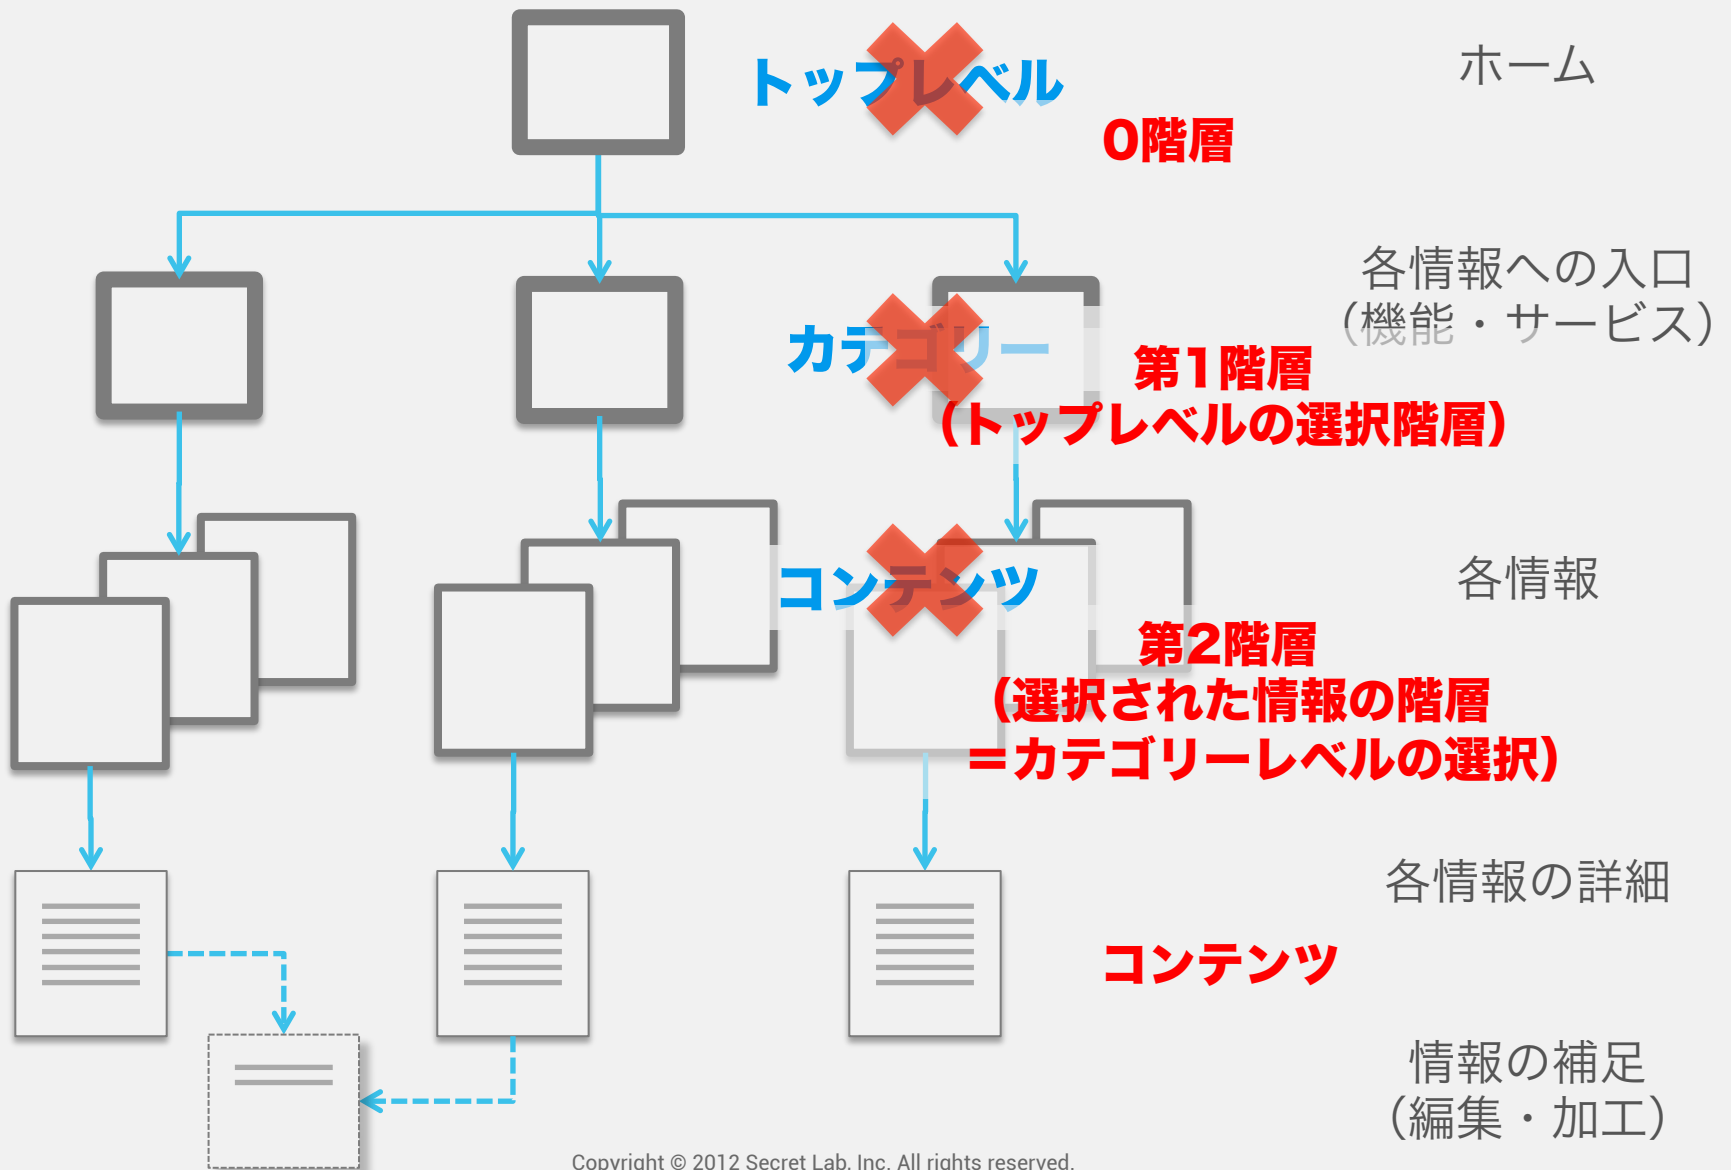 トップレベル
ホーム
0階層
各情報への入口
（機能・サービス）
カテゴリー
第1階層
（トップレベルの選択階層）
コンテンツ
各情報
第2階層
（選択された情報の階層
＝カテゴリーレベルの選択）
各情報の詳細
コンテンツ
情報の補足
（編集・加工）
Copyright © 2012 Secret Lab, Inc. All rights reserved.